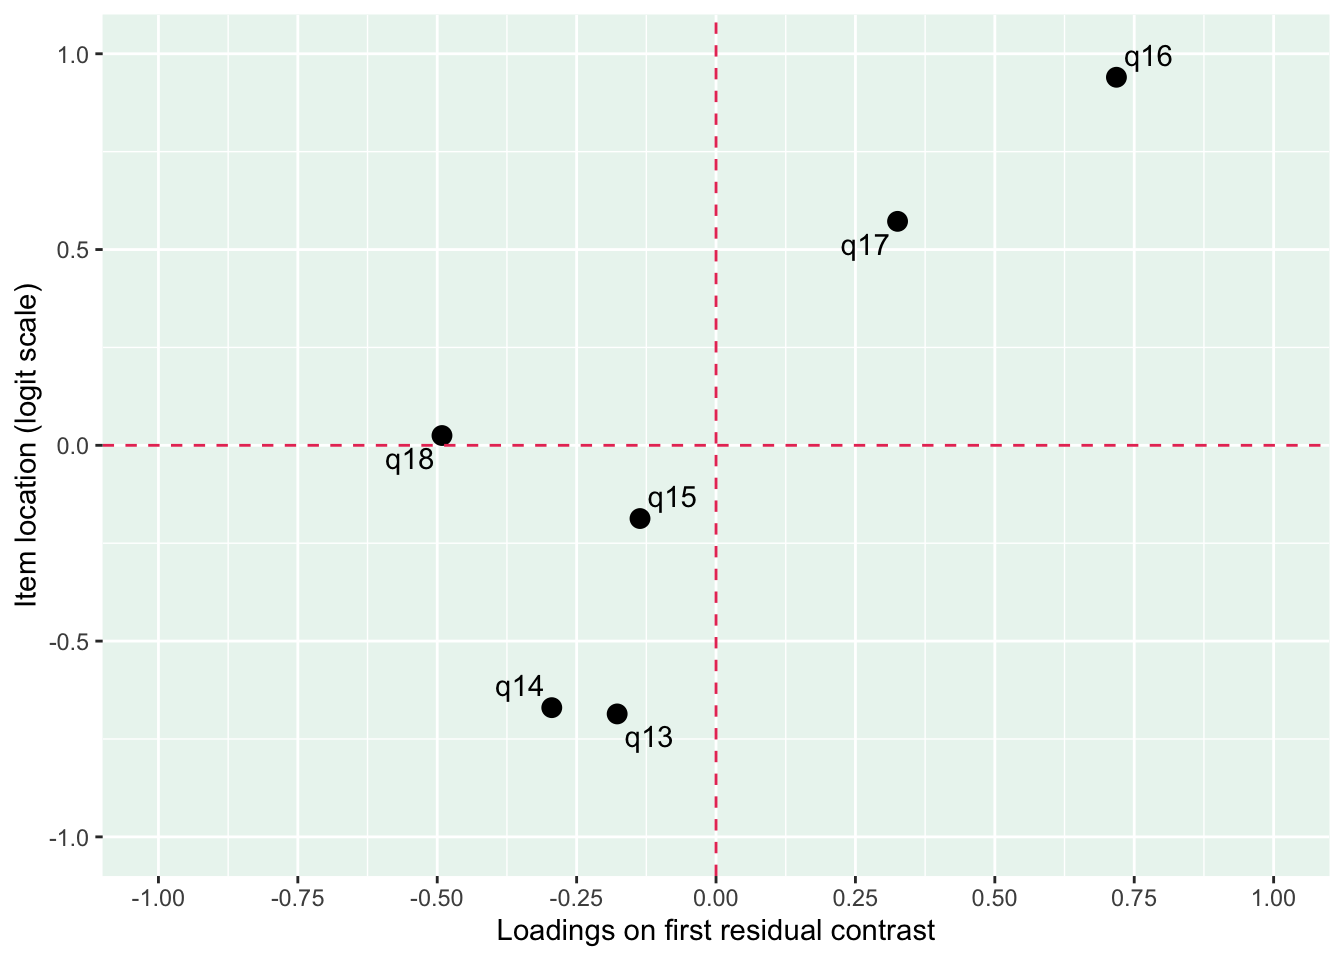 1.0
0.5
0.0
-0.5
-1.0
Item location (logit scale)
q16
q17
q18
q15
q14
q13
-1.00 -0.75 -0.50 -0.25 0.00 0.25 0.50 0.75 1.00
Loadings on first residual contrast